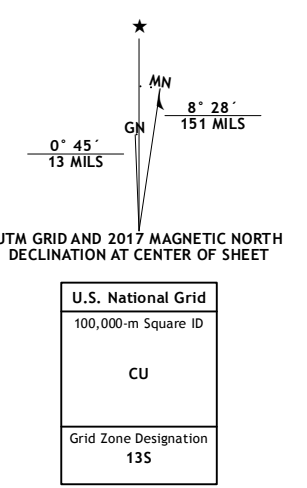 ★
MN
8° 28´
151 MILS
GN
0° 45´
13 MILS
UTM GRID AND 2017 MAGNETIC NORTH
DECLINATION AT CENTER OF SHEET
U.S. National Grid
100,000-m Square ID
CU
Grid Zone Designation
13S